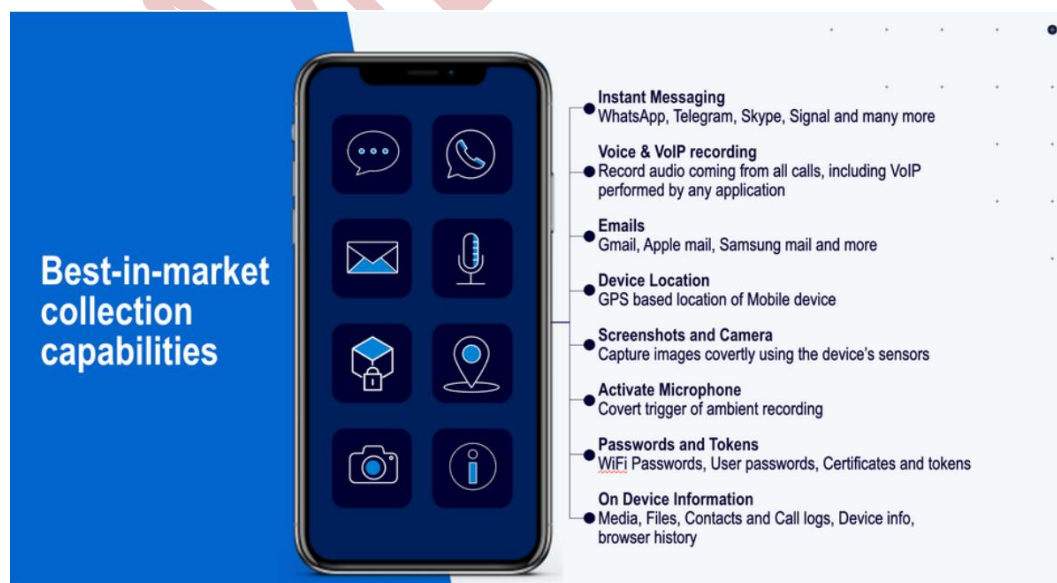 Best-in-market
collection
capabilities
Instant Messaging
WhatsApp, Telegram, Skype, Signal and many more
Voice & VoIP recording
Record audio coming from all calls, including VoIP
performed by any application
Emails
Gmail, Apple mail, Samsung mail and more
Device Location
GPS based location of Mobile device
Screenshots and Camera
Capture images covertly using the device's sensors
Activate Microphone
Covert trigger of ambient recording
Passwords and Tokens
WiFi Passwords, User passwords, Certificates and tokens
On Device Information
Media, Files, Contacts and Call logs, Device info,
browser history